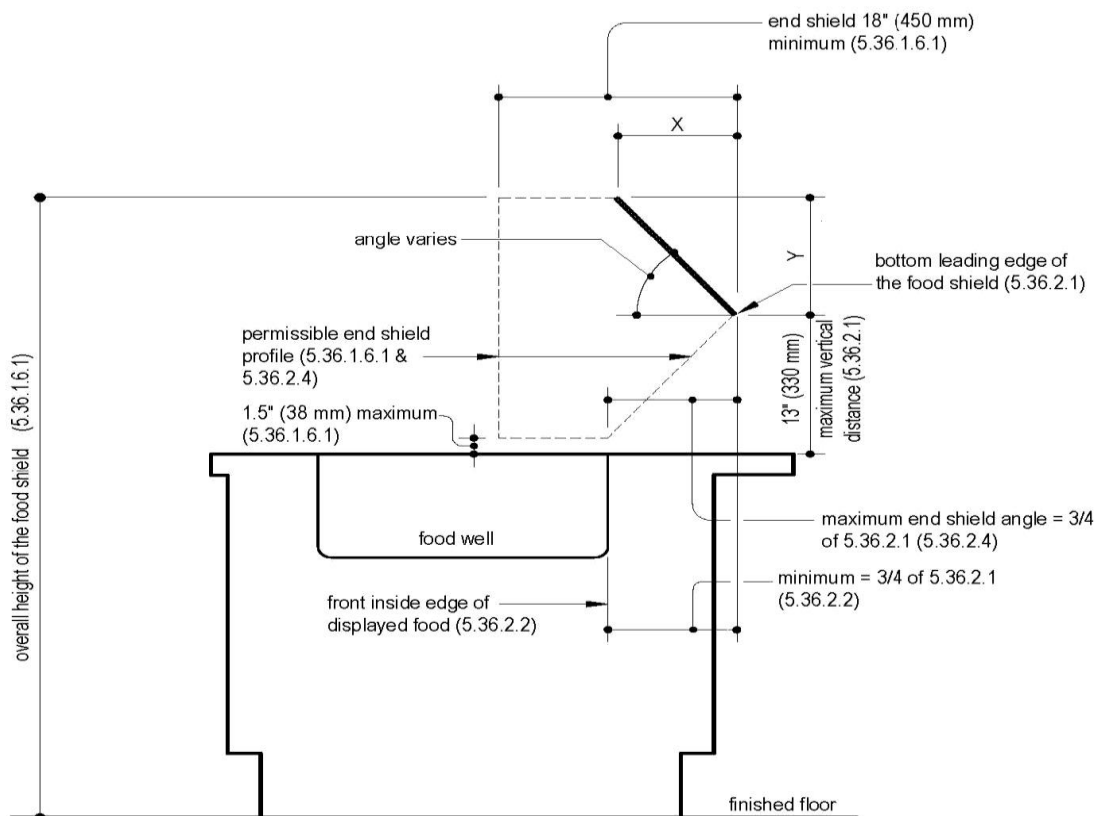 end shield 18" (450 mm)
minimum (5.36.1.6.1)
X
angle varies
Y
bottom leading edge of
the food shield (5.36.2.1)
permissible end shield
profile (5.36.1.6.1 &
5.36.2.4)
13" (330 mm)
maximum vertical
distance (5.36.2.1)
1.5" (38 mm) maximum
(5.36.1.6.1)
overall height of the food shield (5.36.1.6.1)
food well
maximum end shield angle = 3/4
of 5.36.2.1 (5.36.2.4)
minimum = 3/4 of 5.36.2.1
(5.36.2.2)
front inside edge of
displayed food (5.36.2.2)
finished floor